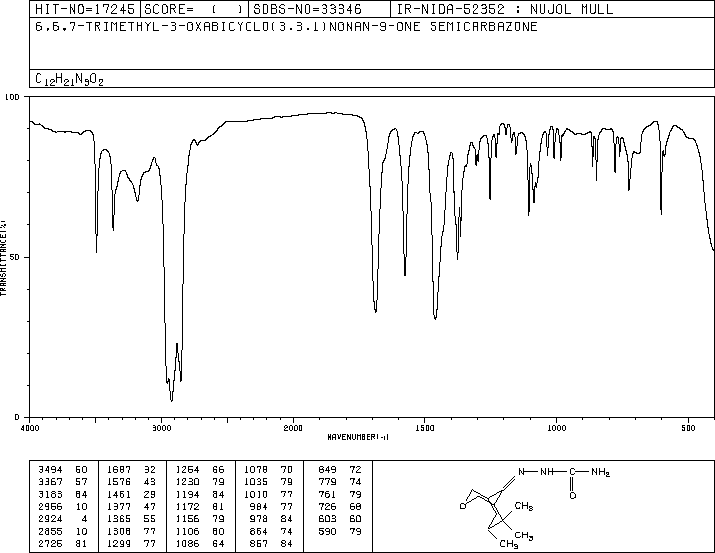 HIT-NO=17245 SCORE= ( ) SDBS-NO=33346 IR-NIDA-52352 : NUJOL MULL
6,6,7-TRIMETHYL-3-OXABICYCLO(3.3.1)NONAN-9-ONE SEMICARBAZONE
C12H21N3O2
100
50
0
TRANSMITTANCE(%)
4000 3000 2000 1500 1000 500
WAVENUMBER(-1)
3494 50 1687 32 1254 66 1078 70 849 72
3367 57 1576 43 1230 79 1035 79 779 74
3183 64 1461 29 1194 84 1010 77 761 79
2956 10 1377 47 1172 81 984 77 726 68
2924 4 1365 55 1156 79 978 84 603 60
2855 10 1308 77 1106 60 864 74 590 79
2726 81 1299 77 1086 64 857 84
N NH NH2
O
O
CH3
CH3
CH3